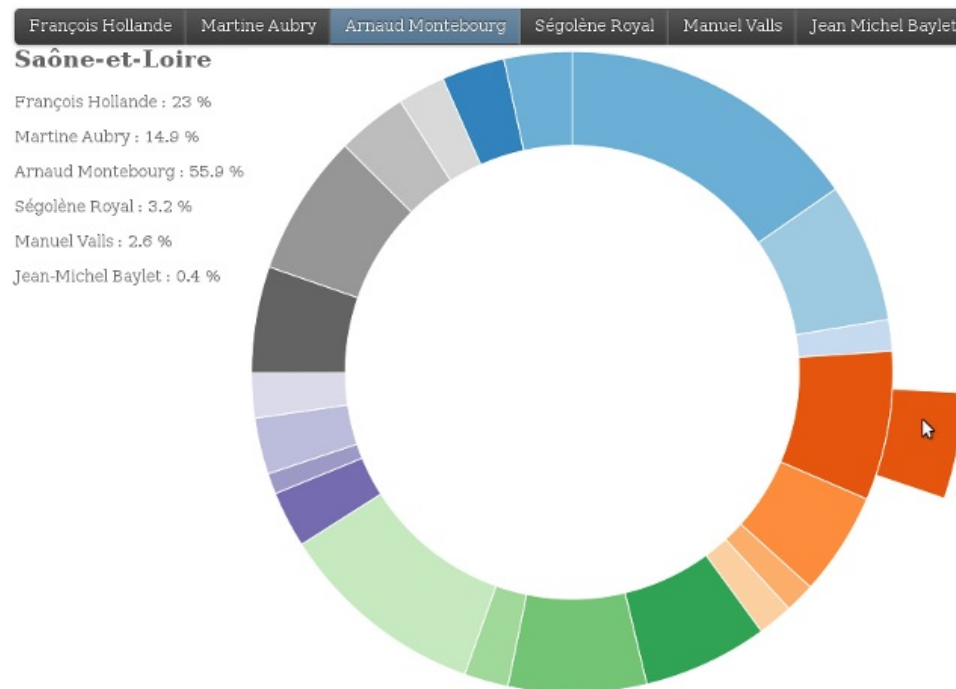 François Hollande Martine Aubry Arnaud Montebourg Ségolène Royal Manuel Valls Jean Michel Baylet
Saône-et-Loire
François Hollande : 23 %
Martine Aubry : 14.9 %
Arnaud Montebourg : 55.9 %
Ségolène Royal : 3.2 %
Manuel Valls : 2.6 %
Jean-Michel Baylet : 0.4 %